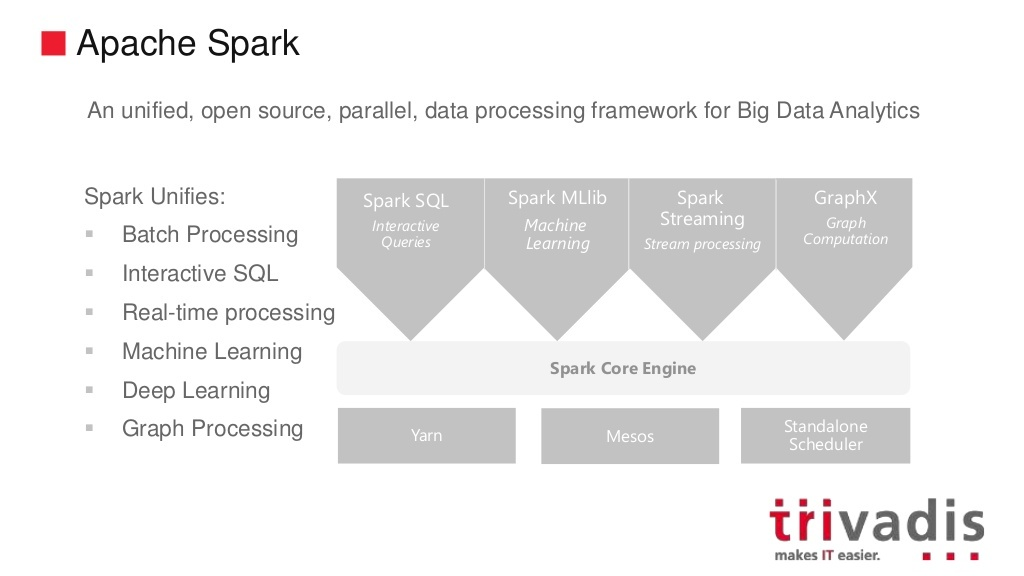 Apache Spark
An unified, open source, parallel, data processing framework for Big Data Analytics
Spark Unifies:
▪ Batch Processing
▪ Interactive SQL
▪ Real-time processing
▪ Machine Learning
▪ Deep Learning
▪ Graph Processing
Spark SQL
Interactive
Queries
Spark MLlib
Machine
Learning
Spark
Streaming
Stream processing
GraphX
Graph
Computation
Spark Core Engine
Yarn
Mesos
Standalone
Scheduler
trivadis
makes IT easier.